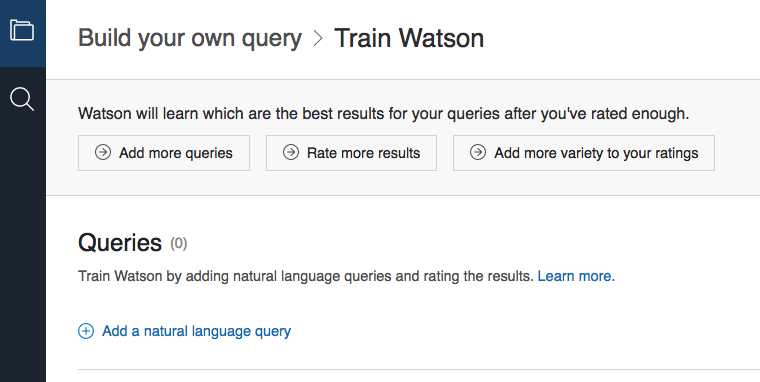 Build your own query > Train Watson
Watson will learn which are the best results for your queries after you've rated enough.
Add more queries
Rate more results
Add more variety to your ratings
Queries (0)
Train Watson by adding natural language queries and rating the results. Learn more.
Add a natural language query